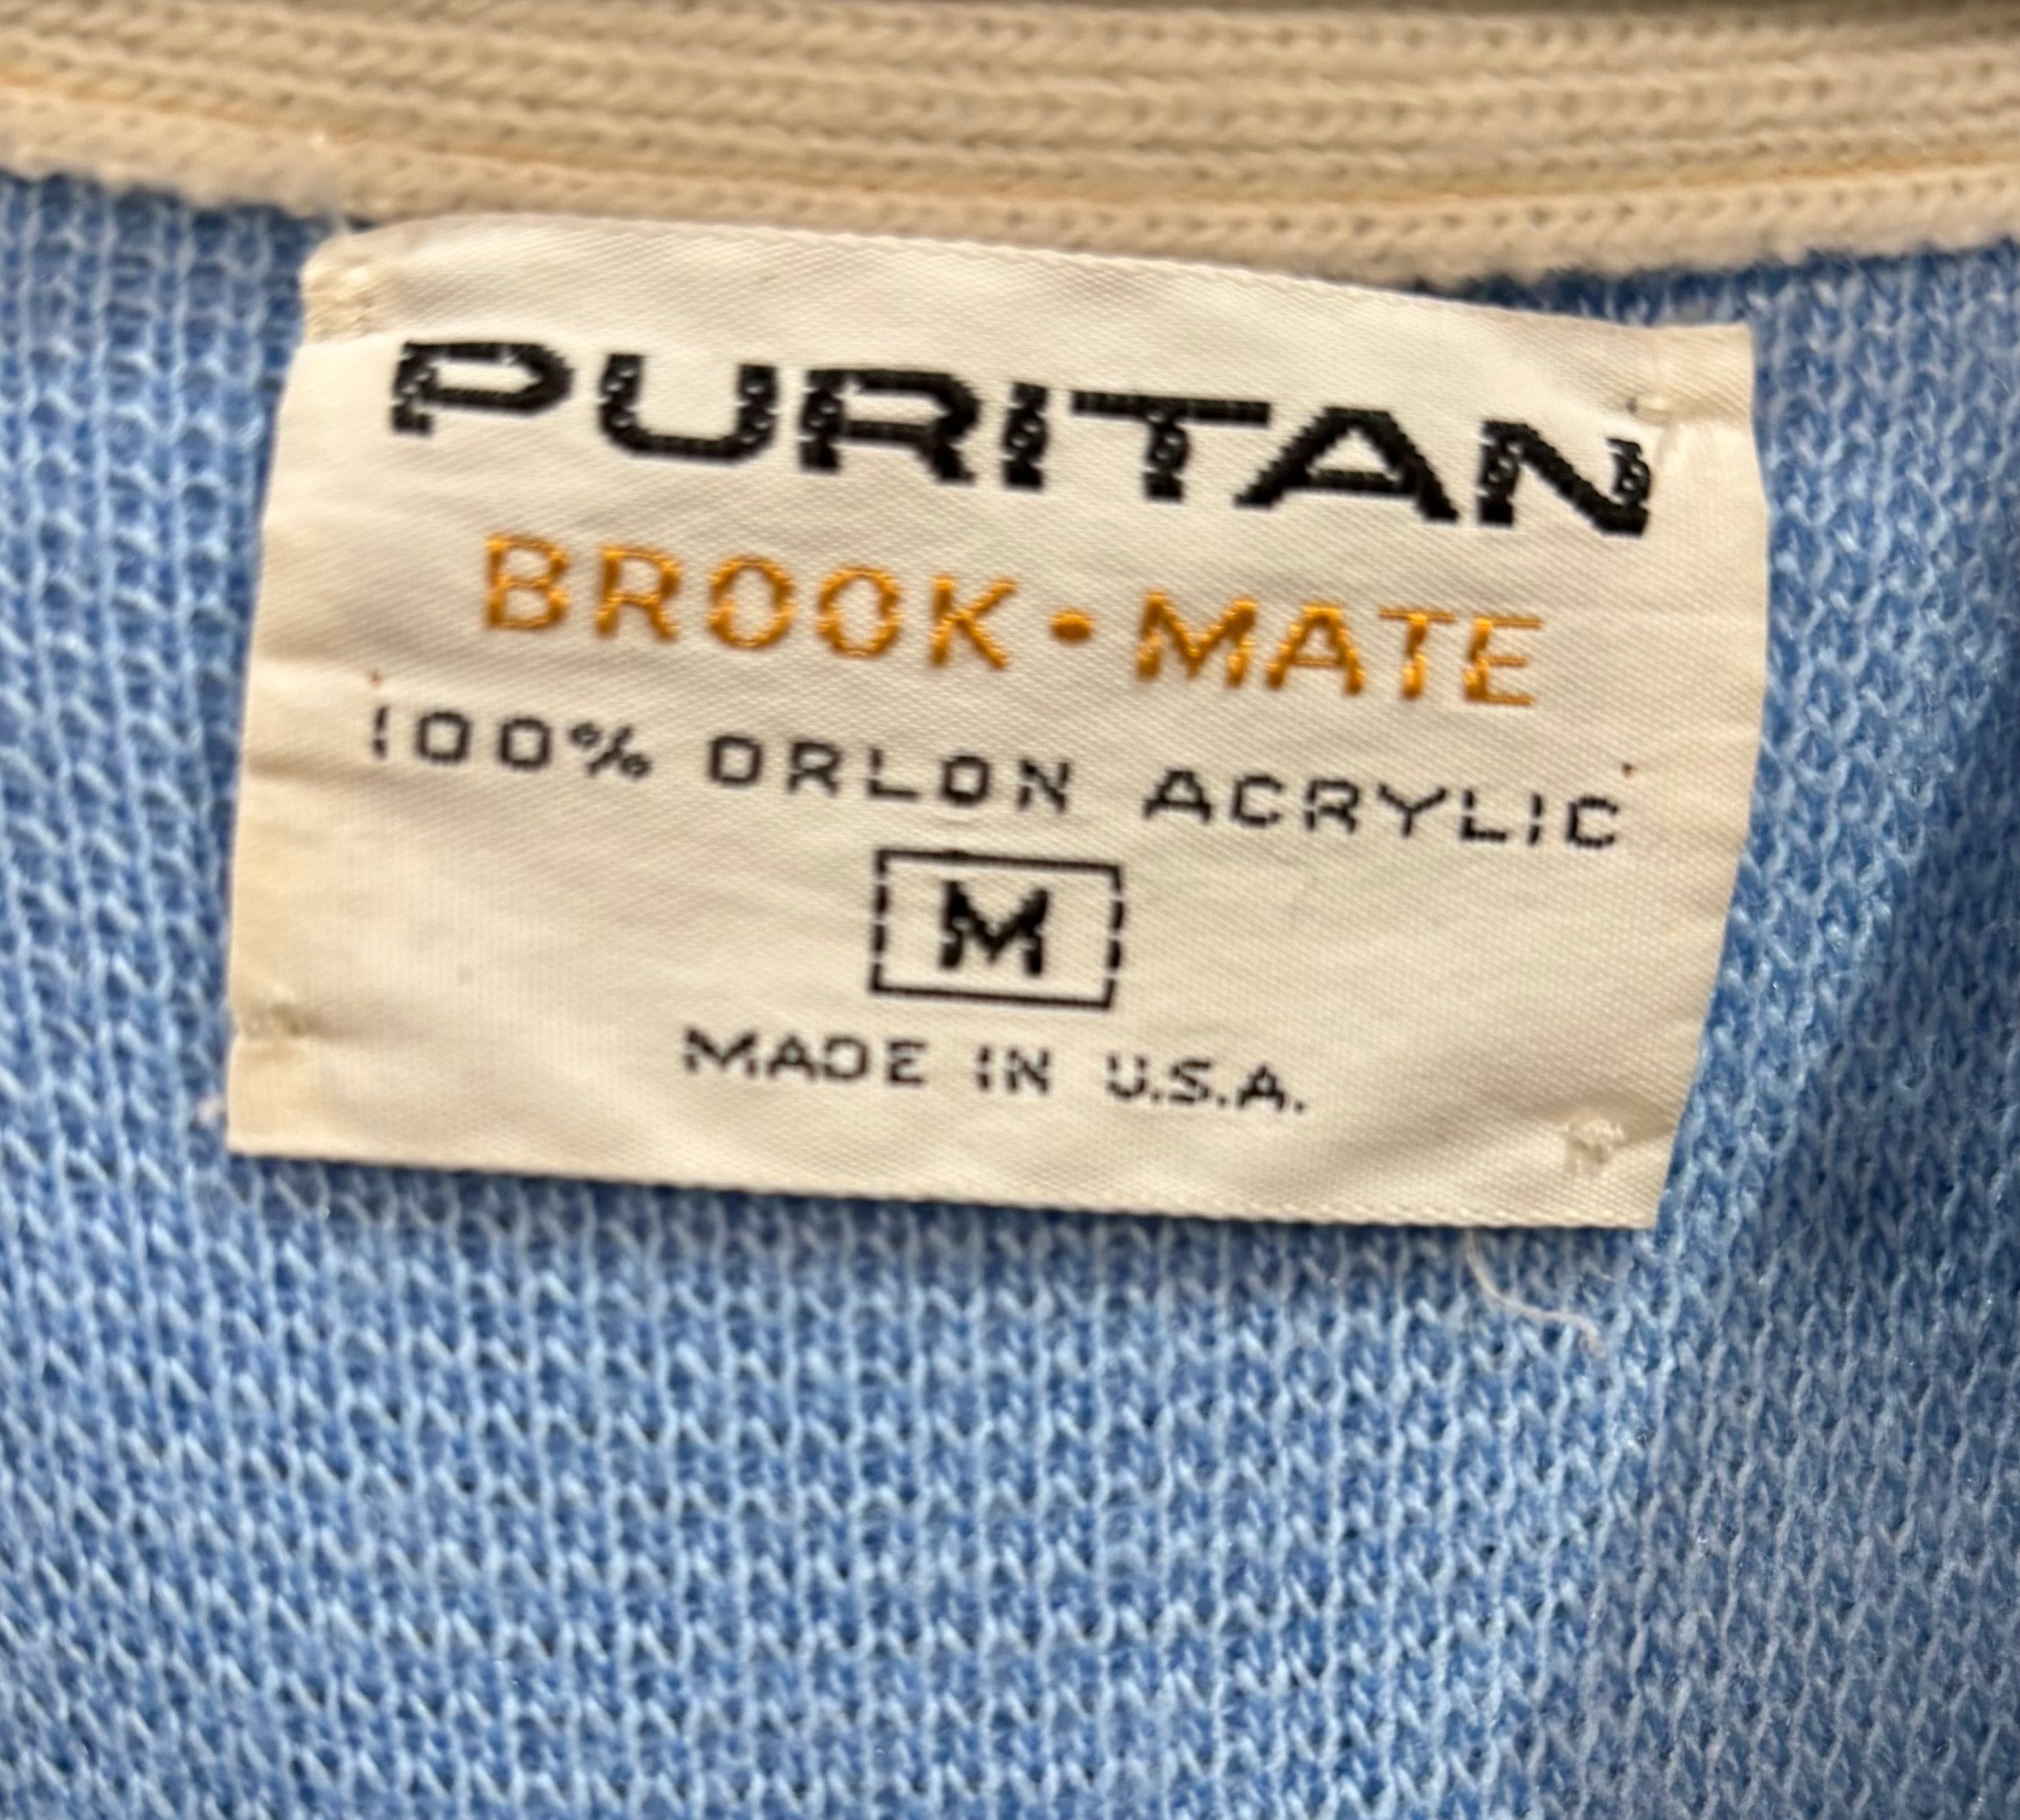 PURITAN
BROOK • MATE
100% ORLON ACRYLIC
M
MADE IN U.S.A.